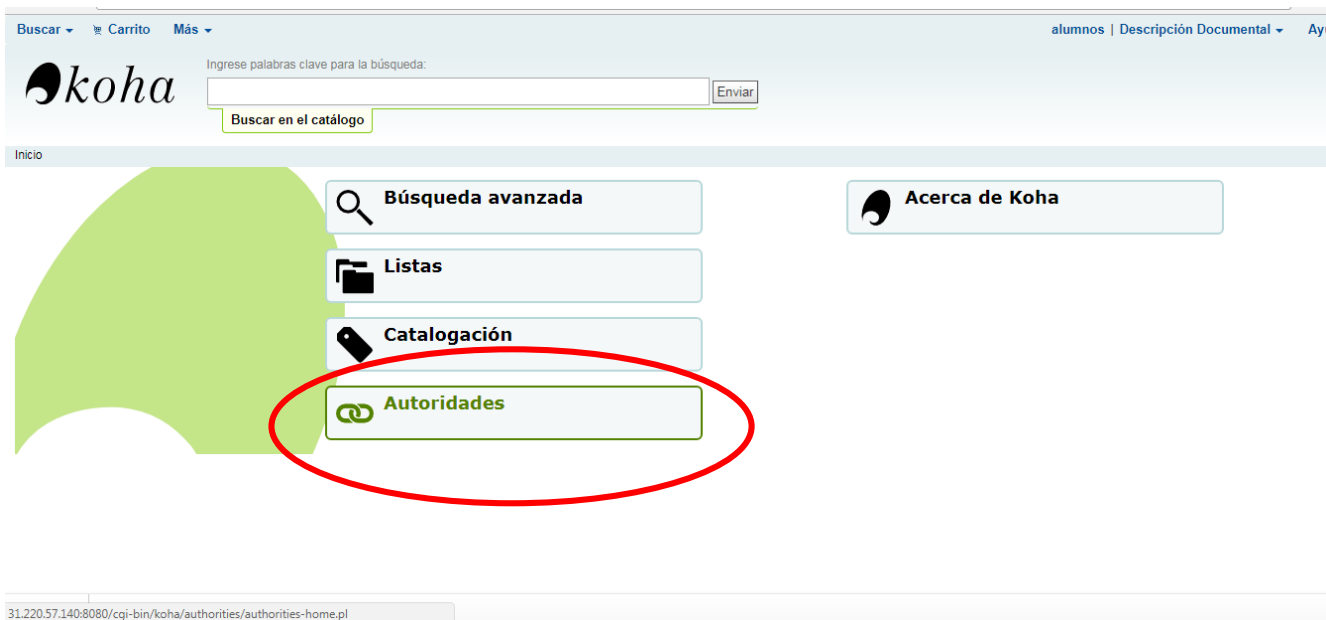 Buscar Carrito Más alumnos | Descripción Documental
koha
Ingrese palabras clave para la búsqueda:
Enviar
Buscar en el catálogo
Inicio
Búsqueda avanzada
Acerca de Koha
Listas
Catalogación
Autoridades
31.220.57.140:8080/cgi-bin/koha/authorities/authorities-home.pl